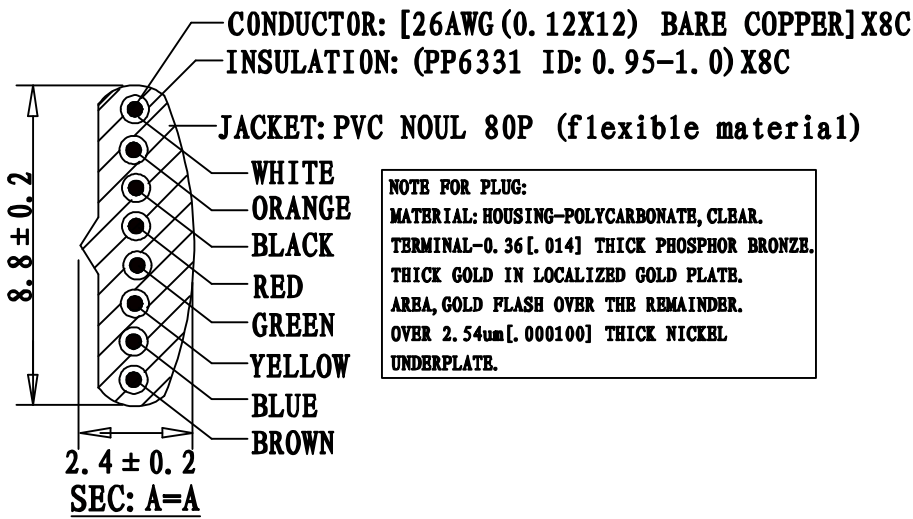 CONDUCTOR: [26AWG(0.12X12) BARE COPPER]X8C
INSULATION: (PP6331 ID:0.95-1.0)X8C
JACKET: PVC NOUL 80P (flexible material)
WHITE
ORANGE
BLACK
RED
GREEN
YELLOW
BLUE
BROWN
8.8±0.2
2.4±0.2
SEC: A=A
NOTE FOR PLUG:
MATERIAL:HOUSING-POLYCARBONATE,CLEAR.
TERMINAL-0.36[.014] THICK PHOSPHOR BRONZE.
THICK GOLD IN LOCALIZED GOLD PLATE.
AREA,GOLD FLASH OVER THE REMAINDER.
OVER 2.54um[.000100] THICK NICKEL
UNDERPLATE.